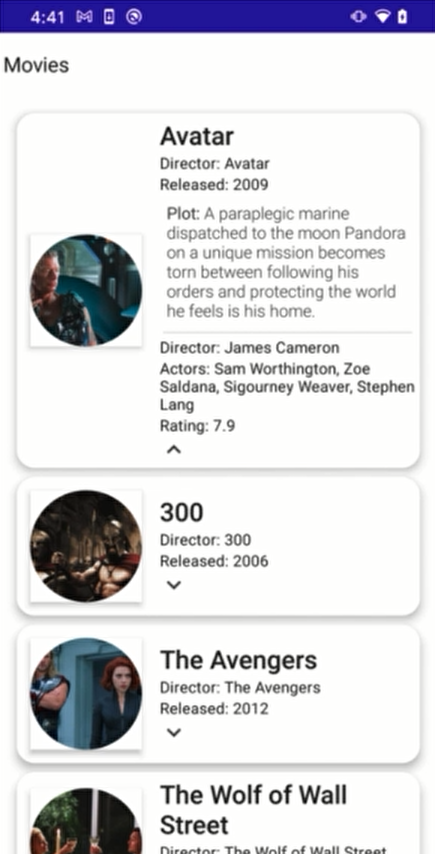 4:41
Movies
Avatar
Director: Avatar
Released: 2009
Plot: A paraplegic marine
dispatched to the moon Pandora
on a unique mission becomes
torn between following his
orders and protecting the world
he feels is his home.
Director: James Cameron
Actors: Sam Worthington, Zoe
Saldana, Sigourney Weaver, Stephen
Lang
Rating: 7.9
300
Director: 300
Released: 2006
The Avengers
Director: The Avengers
Released: 2012
The Wolf of Wall
Street
Director: The Wolf of Wall Street